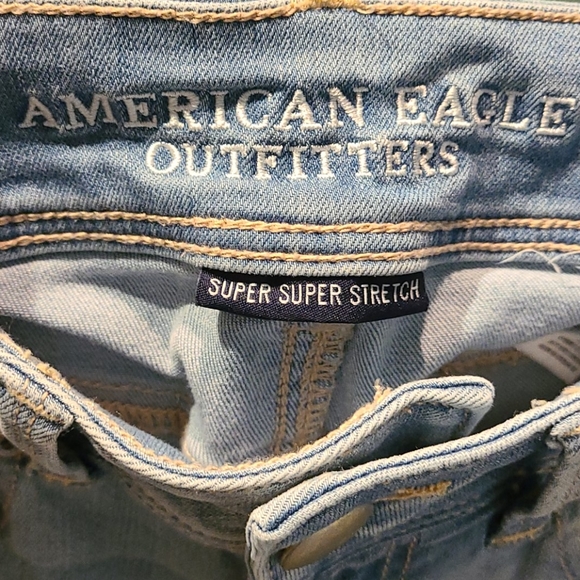 AMERICAN EAGLE
OUTFITTERS
SUPER SUPER STRETCH